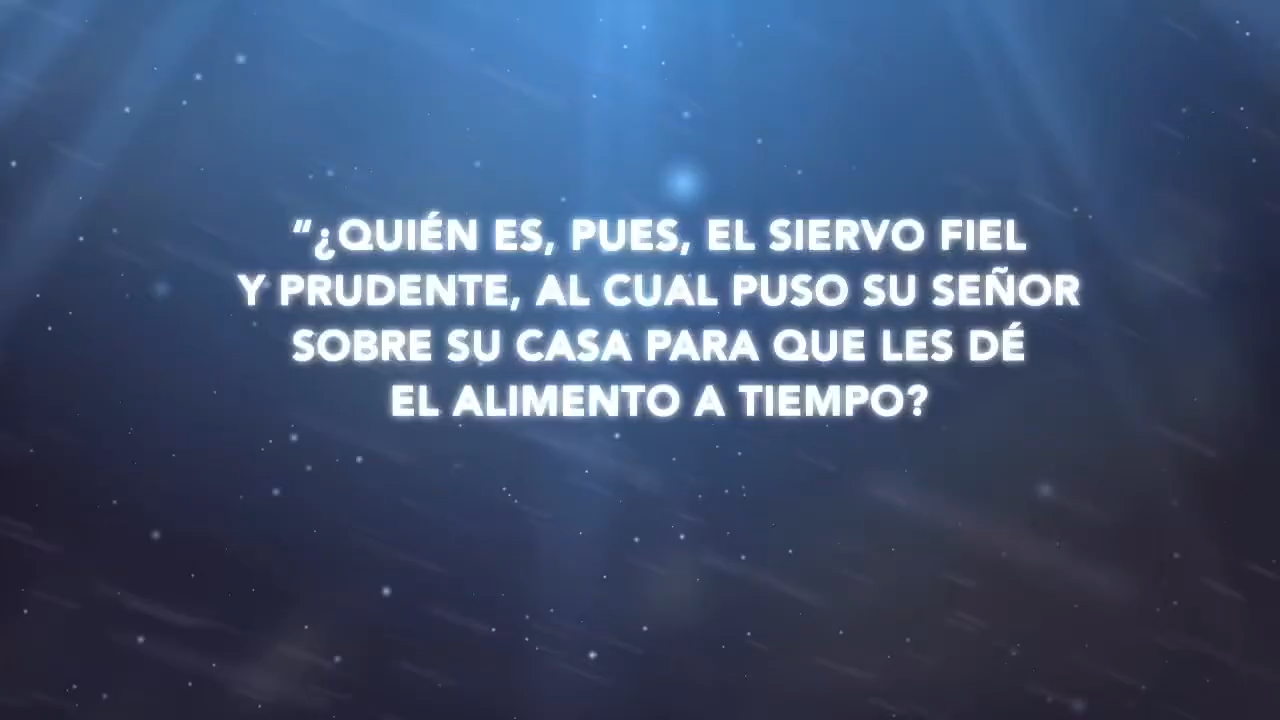 “¿QUIÉN ES, PUES, EL SIERVO FIEL
Y PRUDENTE, AL CUAL PUSO SU SEÑOR
SOBRE SU CASA PARA QUE LES DÉ
EL ALIMENTO A TIEMPO?